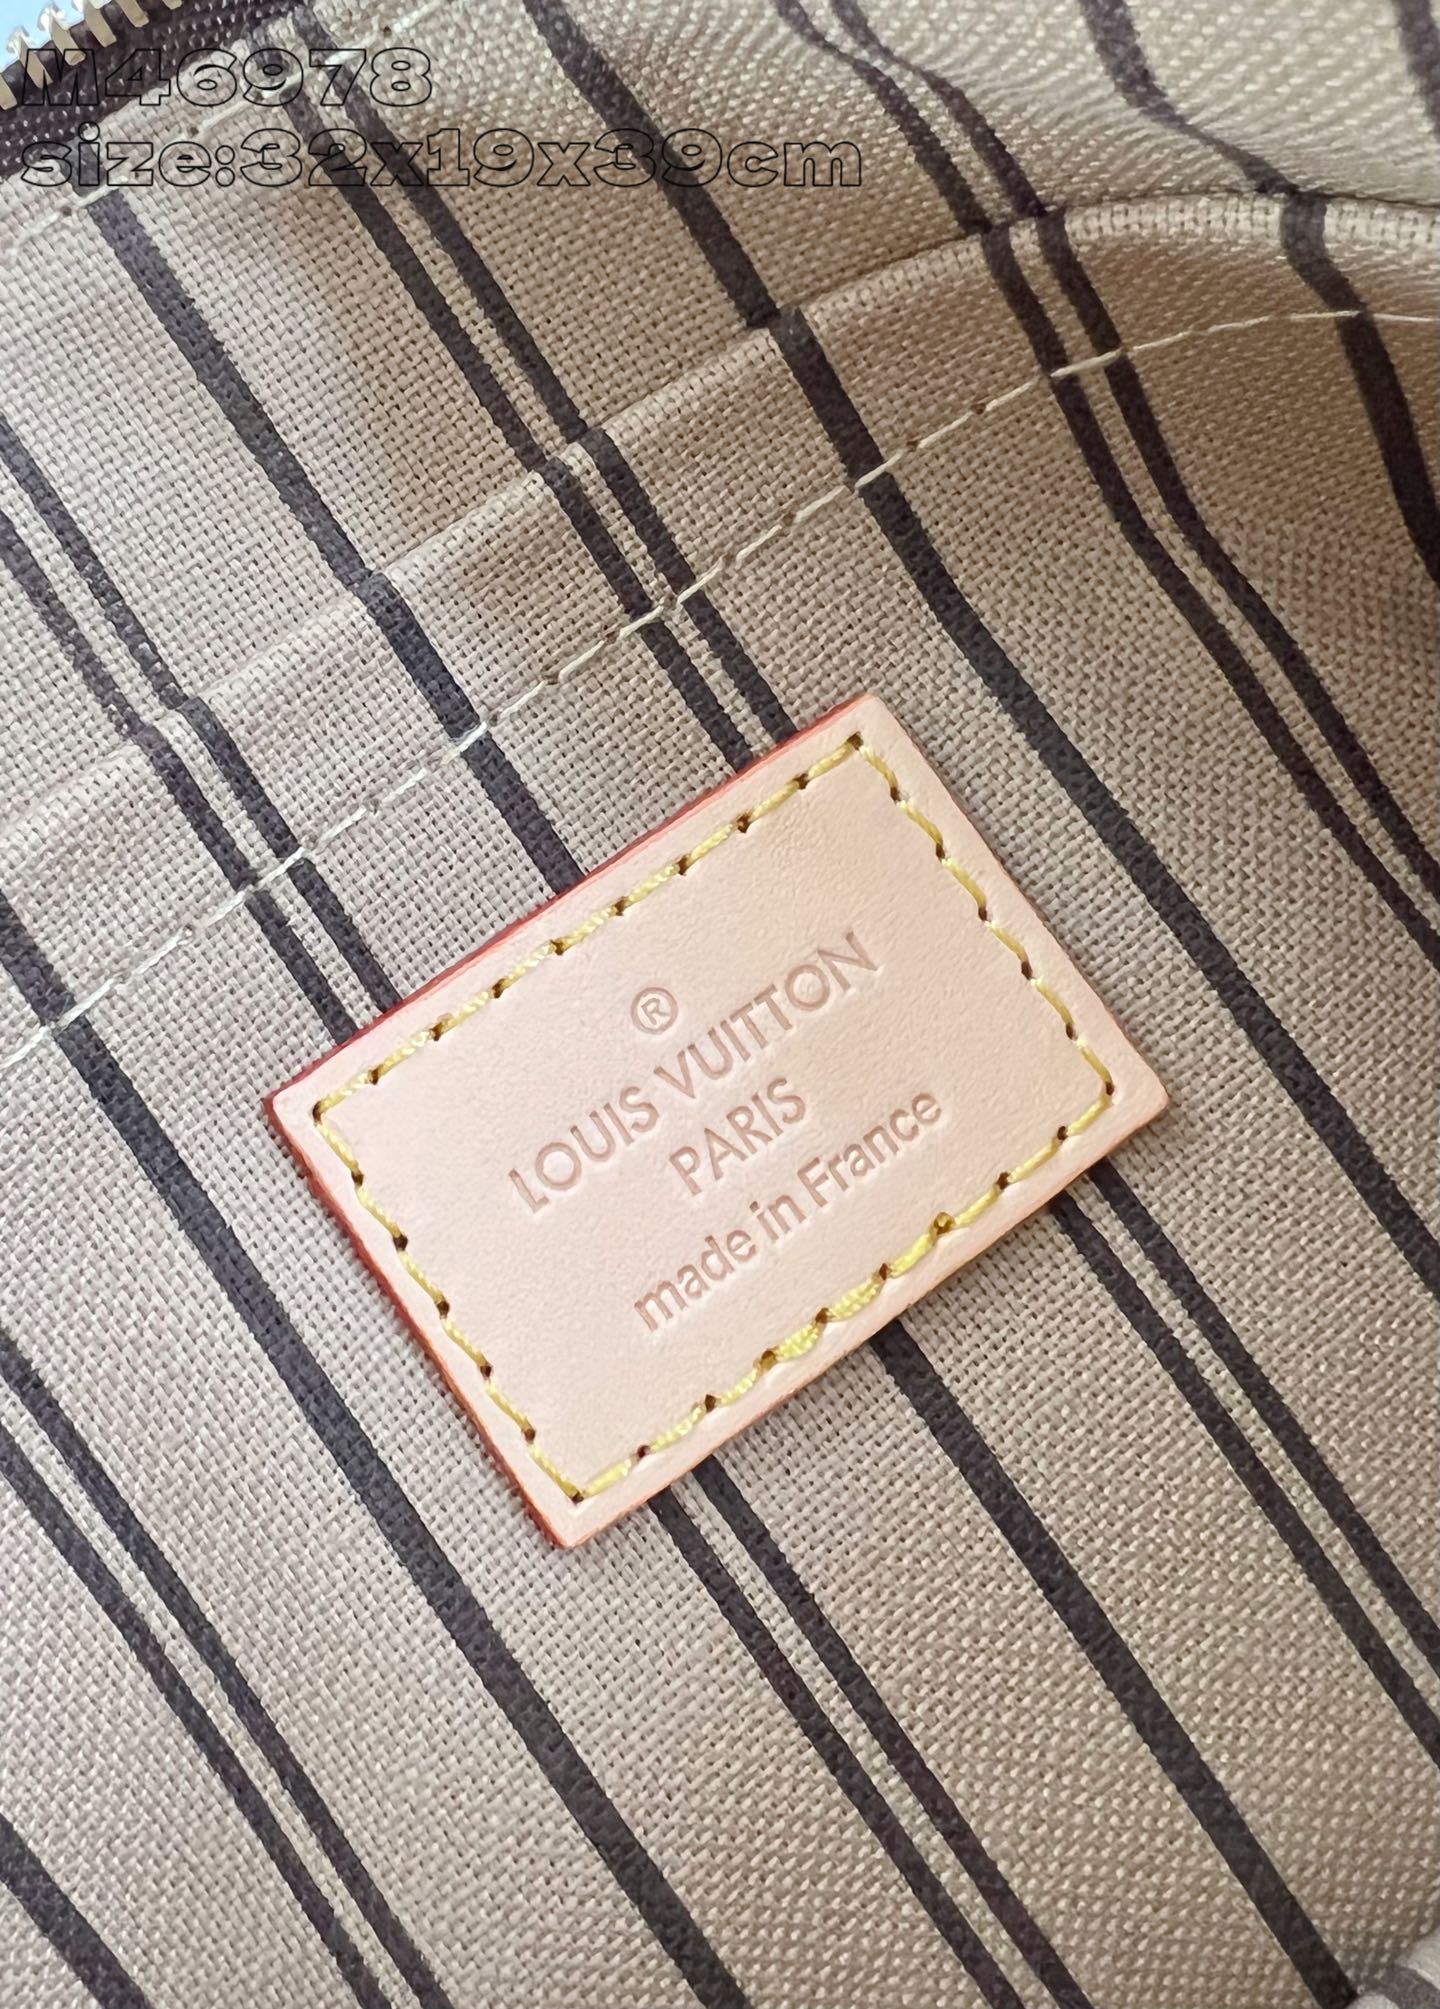 M46978
size:32x19x39cm
®
LOUIS VUITTON
PARIS
made in France